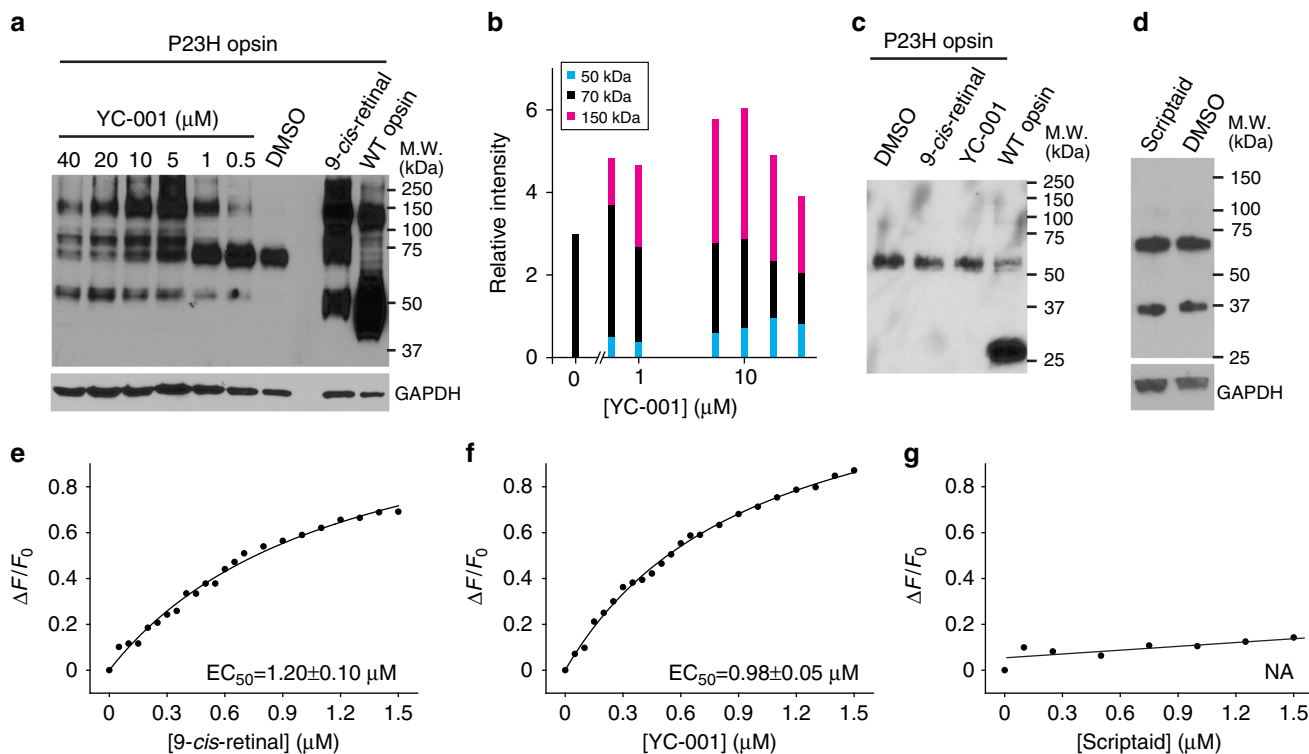 a
P23H opsin
YC-001 (μM)
40 20 10 5 1 0.5 DMSO 9-cis-retinal WT opsin
M.W. (kDa)
250
150
100
75
50
37
GAPDH
b
50 kDa
70 kDa
150 kDa
Relative intensity
6
4
2
0
0 1 10
[YC-001] (μM)
c
P23H opsin
DMSO 9-cis-retinal YC-001 WT opsin
M.W. (kDa)
250
150
100
75
50
37
25
d
Scriptaid DMSO
M.W. (kDa)
150
100
75
50
37
25
GAPDH
e
ΔF/F0
0.8
0.6
0.4
0.2
0
EC50=1.20±0.10 μM
0 0.3 0.6 0.9 1.2 1.5
[9-cis-retinal] (μM)
f
ΔF/F0
0.8
0.6
0.4
0.2
0
EC50=0.98±0.05 μM
0 0.3 0.6 0.9 1.2 1.5
[YC-001] (μM)
g
ΔF/F0
0.8
0.6
0.4
0.2
0
NA
0 0.3 0.6 0.9 1.2 1.5
[Scriptaid] (μM)